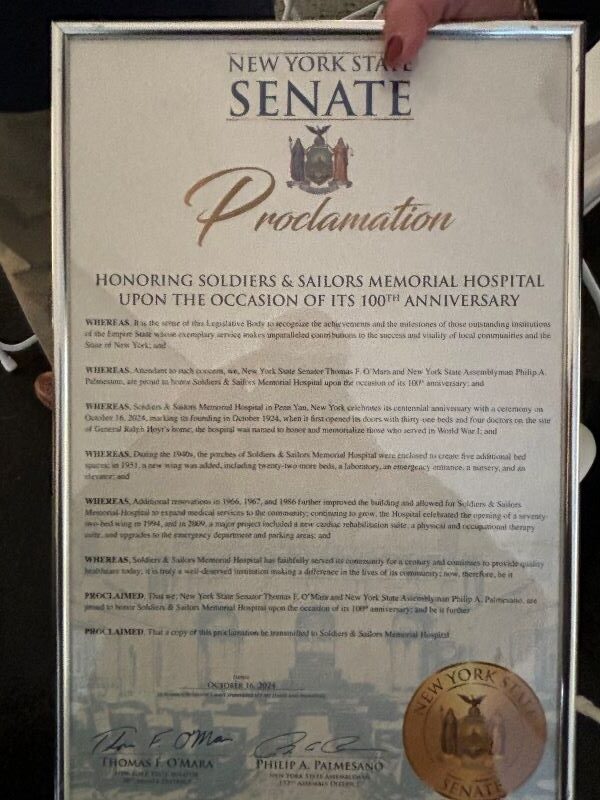 NEW YORK STATE
SENATE
Proclamation
HONORING SOLDIERS & SAILORS MEMORIAL HOSPITAL
UPON THE OCCASION OF ITS 100TH ANNIVERSARY
WHEREAS, It is the sense of this Legislative Body to recognize the achievements and the milestones of those outstanding institutions
of the Empire State whose exemplary service makes unparalleled contributions to the success and vitality of local communities and the
State of New York; and
WHEREAS, Attendant to such concern, we, New York State Senator Thomas F. O'Mara and New York State Assemblyman Philip A.
Palmesano, are proud to honor Soldiers & Sailors Memorial Hospital upon the occasion of its 100th anniversary; and
WHEREAS, Soldiers & Sailors Memorial Hospital in Penn Yan, New York celebrates its centennial anniversary with a ceremony on
October 16, 2024, marking its founding in October 1924, when it first opened its doors with thirty-one beds and four doctors on the site
of General Ralph Hoyt's home; the hospital was named to honor and memorialize those who served in World War I; and
WHEREAS, During the 1940s, the porches of Soldiers & Sailors Memorial Hospital were enclosed to create five additional bed
spaces; in 1951, a new wing was added, including twenty-two more beds, a laboratory, an emergency entrance, a nursery, and an
elevator; and
WHEREAS, Additional renovations in 1966, 1967, and 1986 further improved the building and allowed for Soldiers & Sailors
Memorial Hospital to expand medical services to the community; continuing to grow, the Hospital celebrated the opening of a seventy-
two-bed wing in 1994, and in 2009, a major project included a new cardiac rehabilitation suite, a physical and occupational therapy
suite, and upgrades to the emergency department and parking areas; and
WHEREAS, Soldiers & Sailors Memorial Hospital has faithfully served its community for a century and continues to provide quality
healthcare today; it is truly a well-deserved institution making a difference in the lives of its community; now, therefore, be it
PROCLAIMED, That we, New York State Senator Thomas F. O'Mara and New York State Assemblyman Philip A. Palmesano, are
proud to honor Soldiers & Sailors Memorial Hospital upon the occasion of its 100th anniversary; and be it further
PROCLAIMED, That a copy of this proclamation be transmitted to Soldiers & Sailors Memorial Hospital
OCTOBER 16, 2024
THOMAS F. O'MARA
NEW YORK STATE SENATOR
PHILIP A. PALMESANO
NEW YORK STATE ASSEMBLYMAN
NEW YORK STATE
SENATE